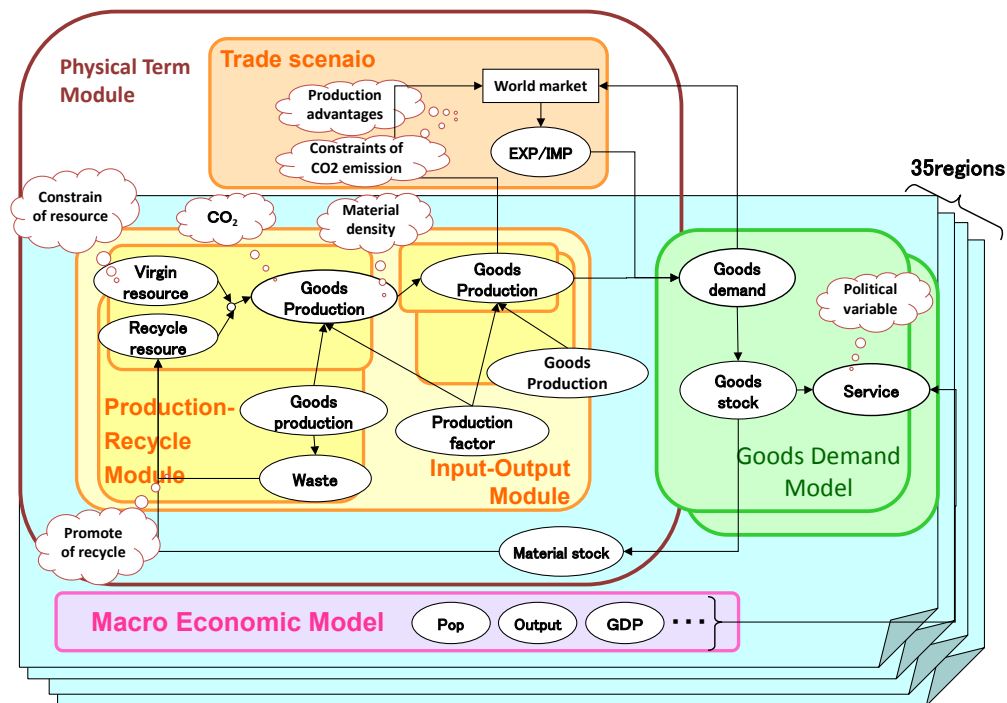 Trade scenaio
Physical Term
Module
World market
Production
advantages
Constraints of
CO2 emission
EXP/IMP
35regions
Constrain
of resource
CO₂
Material
density
Virgin
resource
Goods
Production
Goods
Production
Goods
demand
Political
variable
Recycle
resoure
Goods
Production
Goods
stock
Service
Production-
Recycle
Module
Goods
production
Production
factor
Input-Output
Module
Goods Demand
Model
Waste
Promote
of recycle
Material stock
Macro Economic Model
Pop
Output
GDP
...